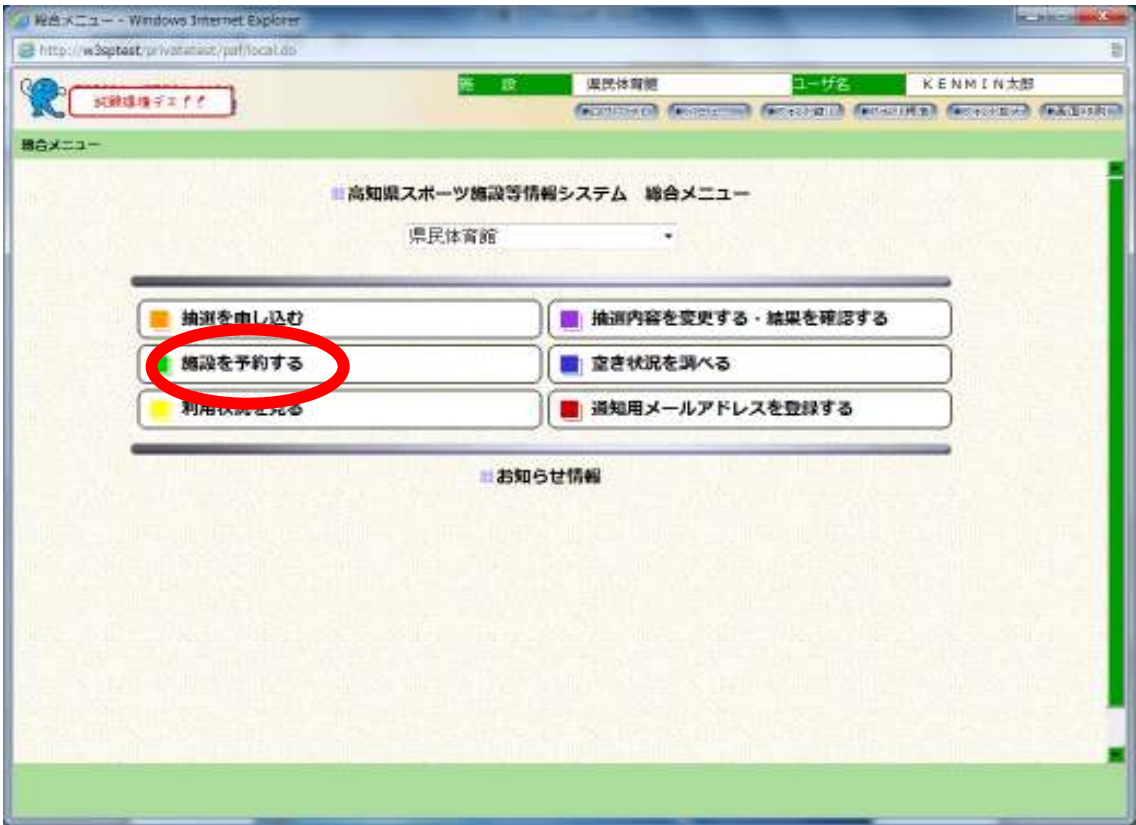 総合メニュー - Windows Internet Explorer
http://w3sptest/privatetest/paf/local.do
試験環境デス!!
施 設 県民体育館 ユーザ名 KENMIN太郎
総合メニュー
高知県スポーツ施設等情報システム 総合メニュー
県民体育館
抽選を申し込む
抽選内容を変更する・結果を確認する
施設を予約する
空き状況を調べる
利用状況を見る
通知用メールアドレスを登録する
お知らせ情報